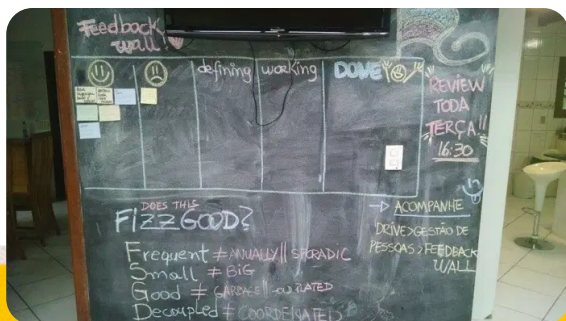 Feedback
wall!
defining
working
DONE
REVIEW
TODA
TERÇA!!
16:30
DOES THIS
FIZZGOOD?
Frequent ≠ ANUALLY || SPORADIC
Small ≠ BiG
Good ≠ GARBAGE ||
Decoupled ≠ COORDENATED
→ ACOMPANHE
DRIVE>GESTÃO DE
PESSOAS>FEEDBACK
WALL